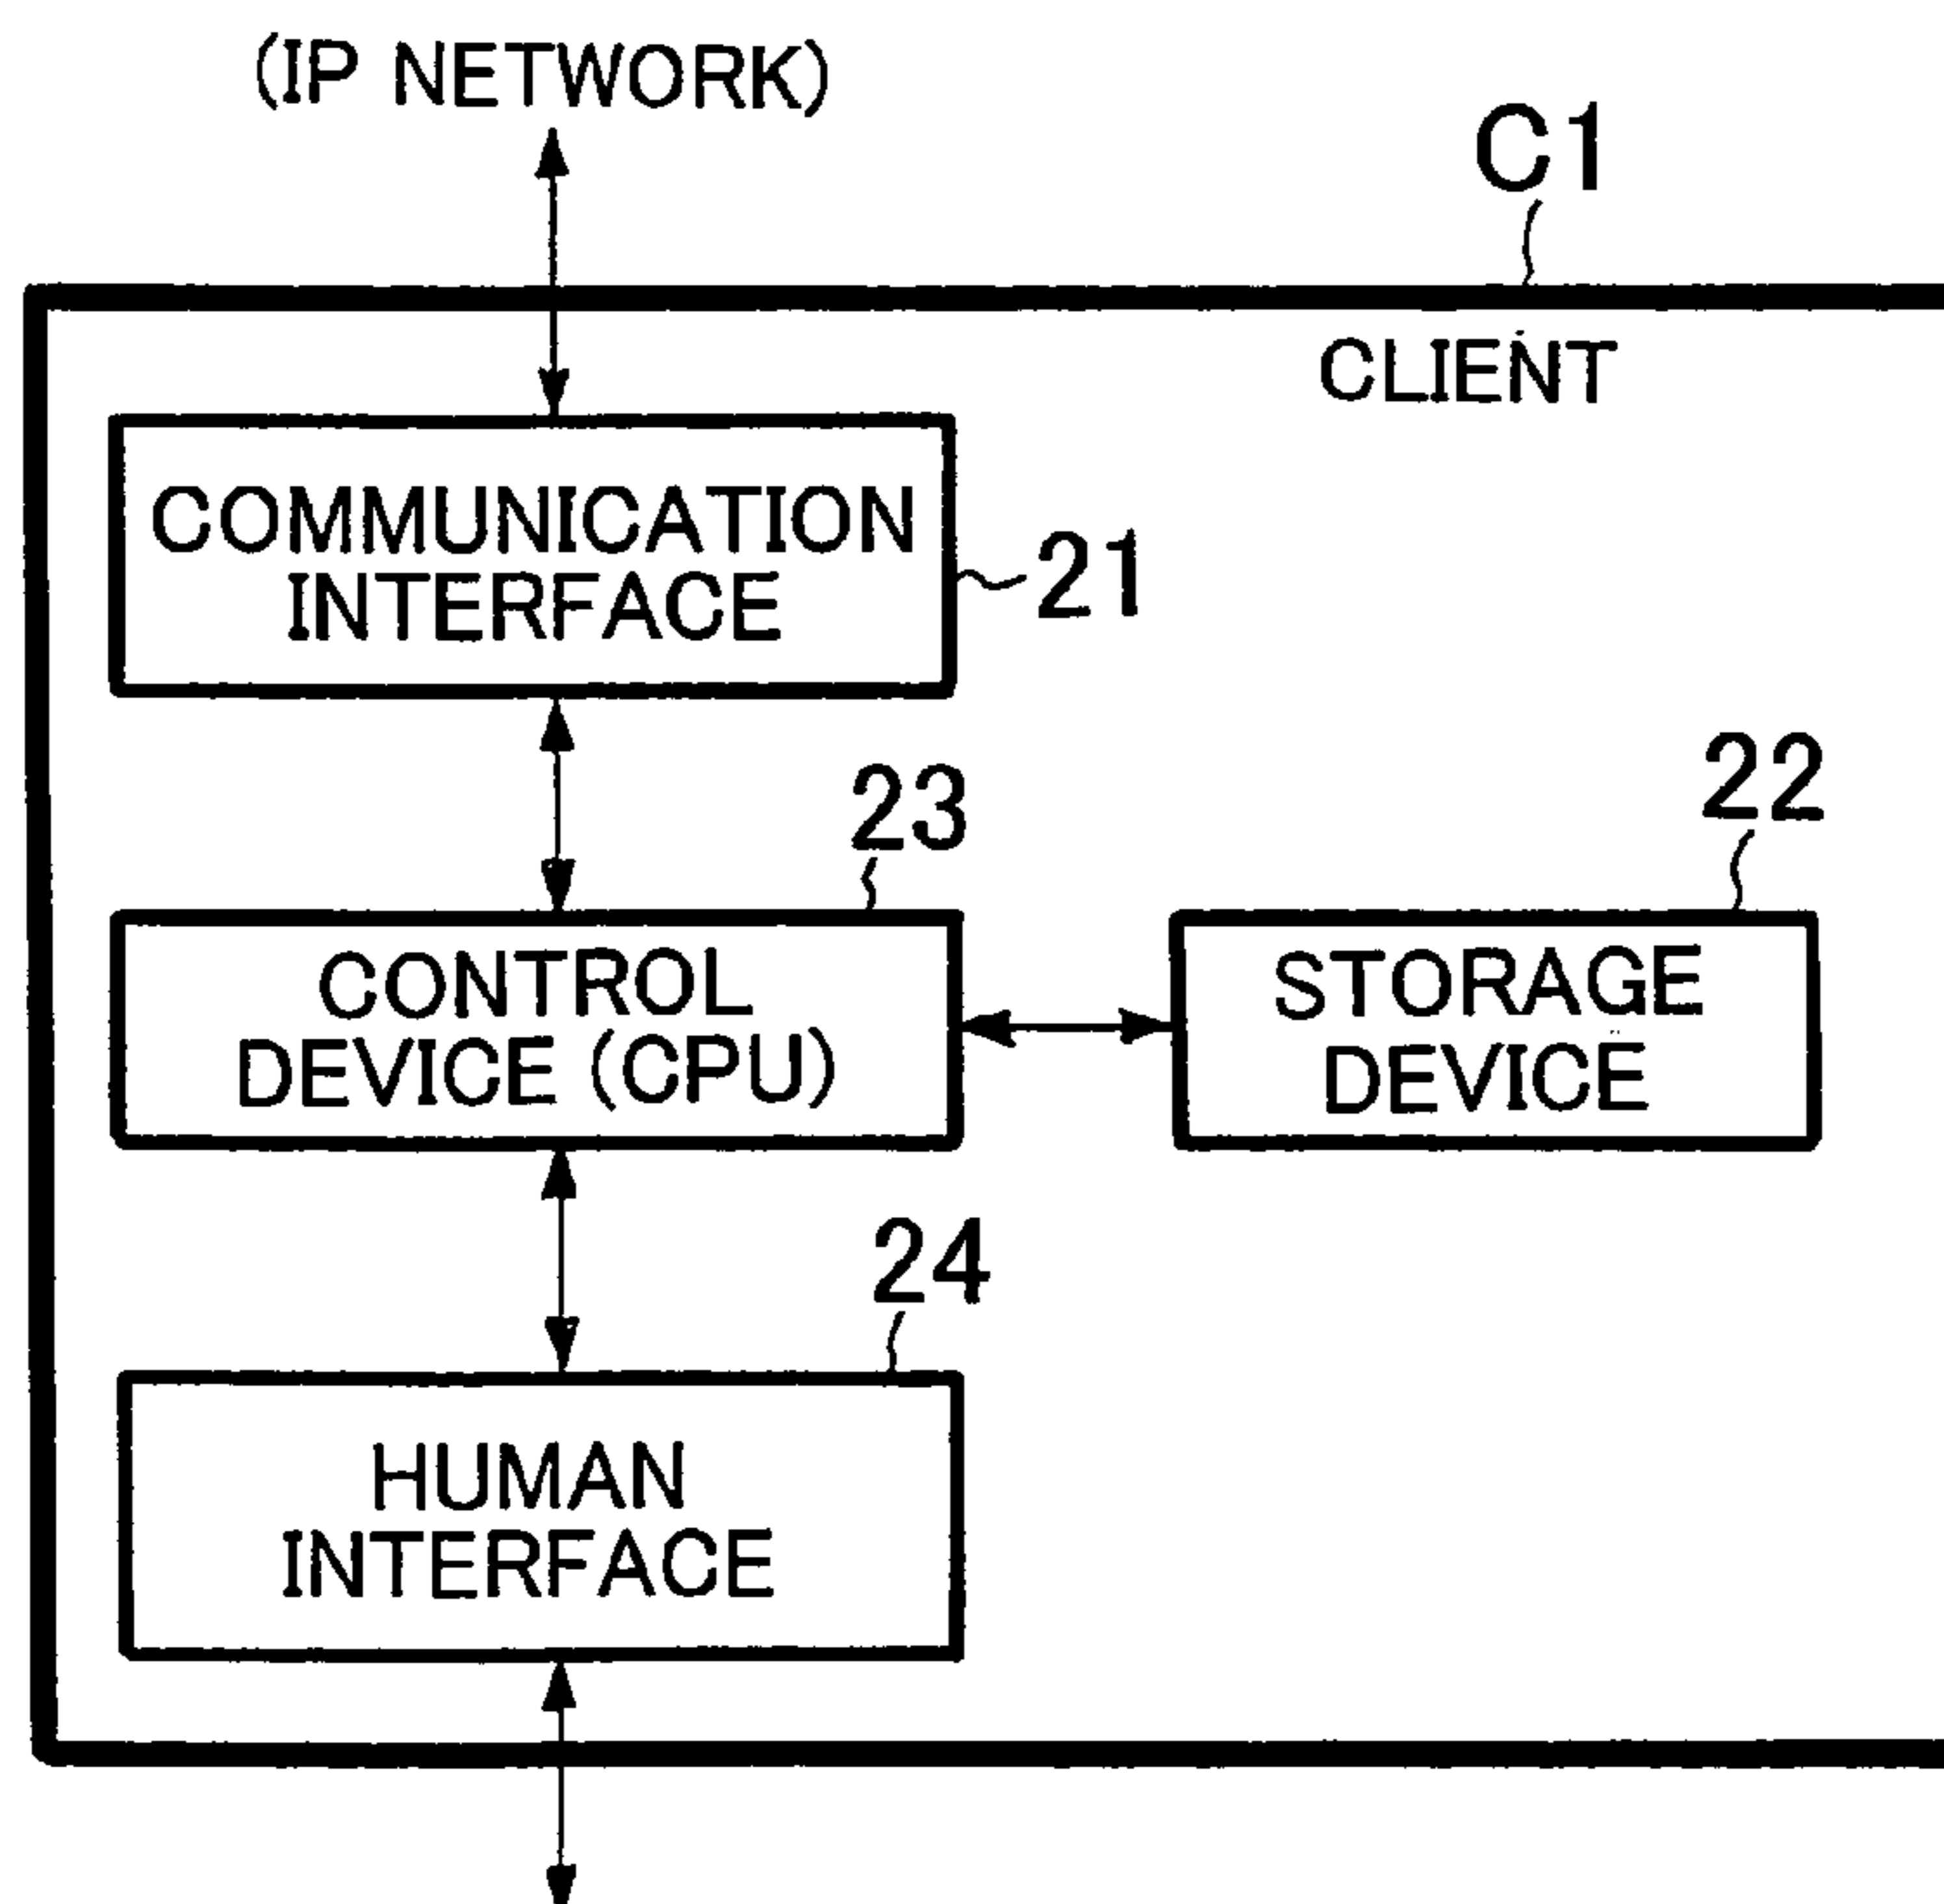 (IP NETWORK)
C1
CLIENT
COMMUNICATION
INTERFACE
21
23
22
CONTROL
DEVICE (CPU)
STORAGE
DEVICE
24
HUMAN
INTERFACE